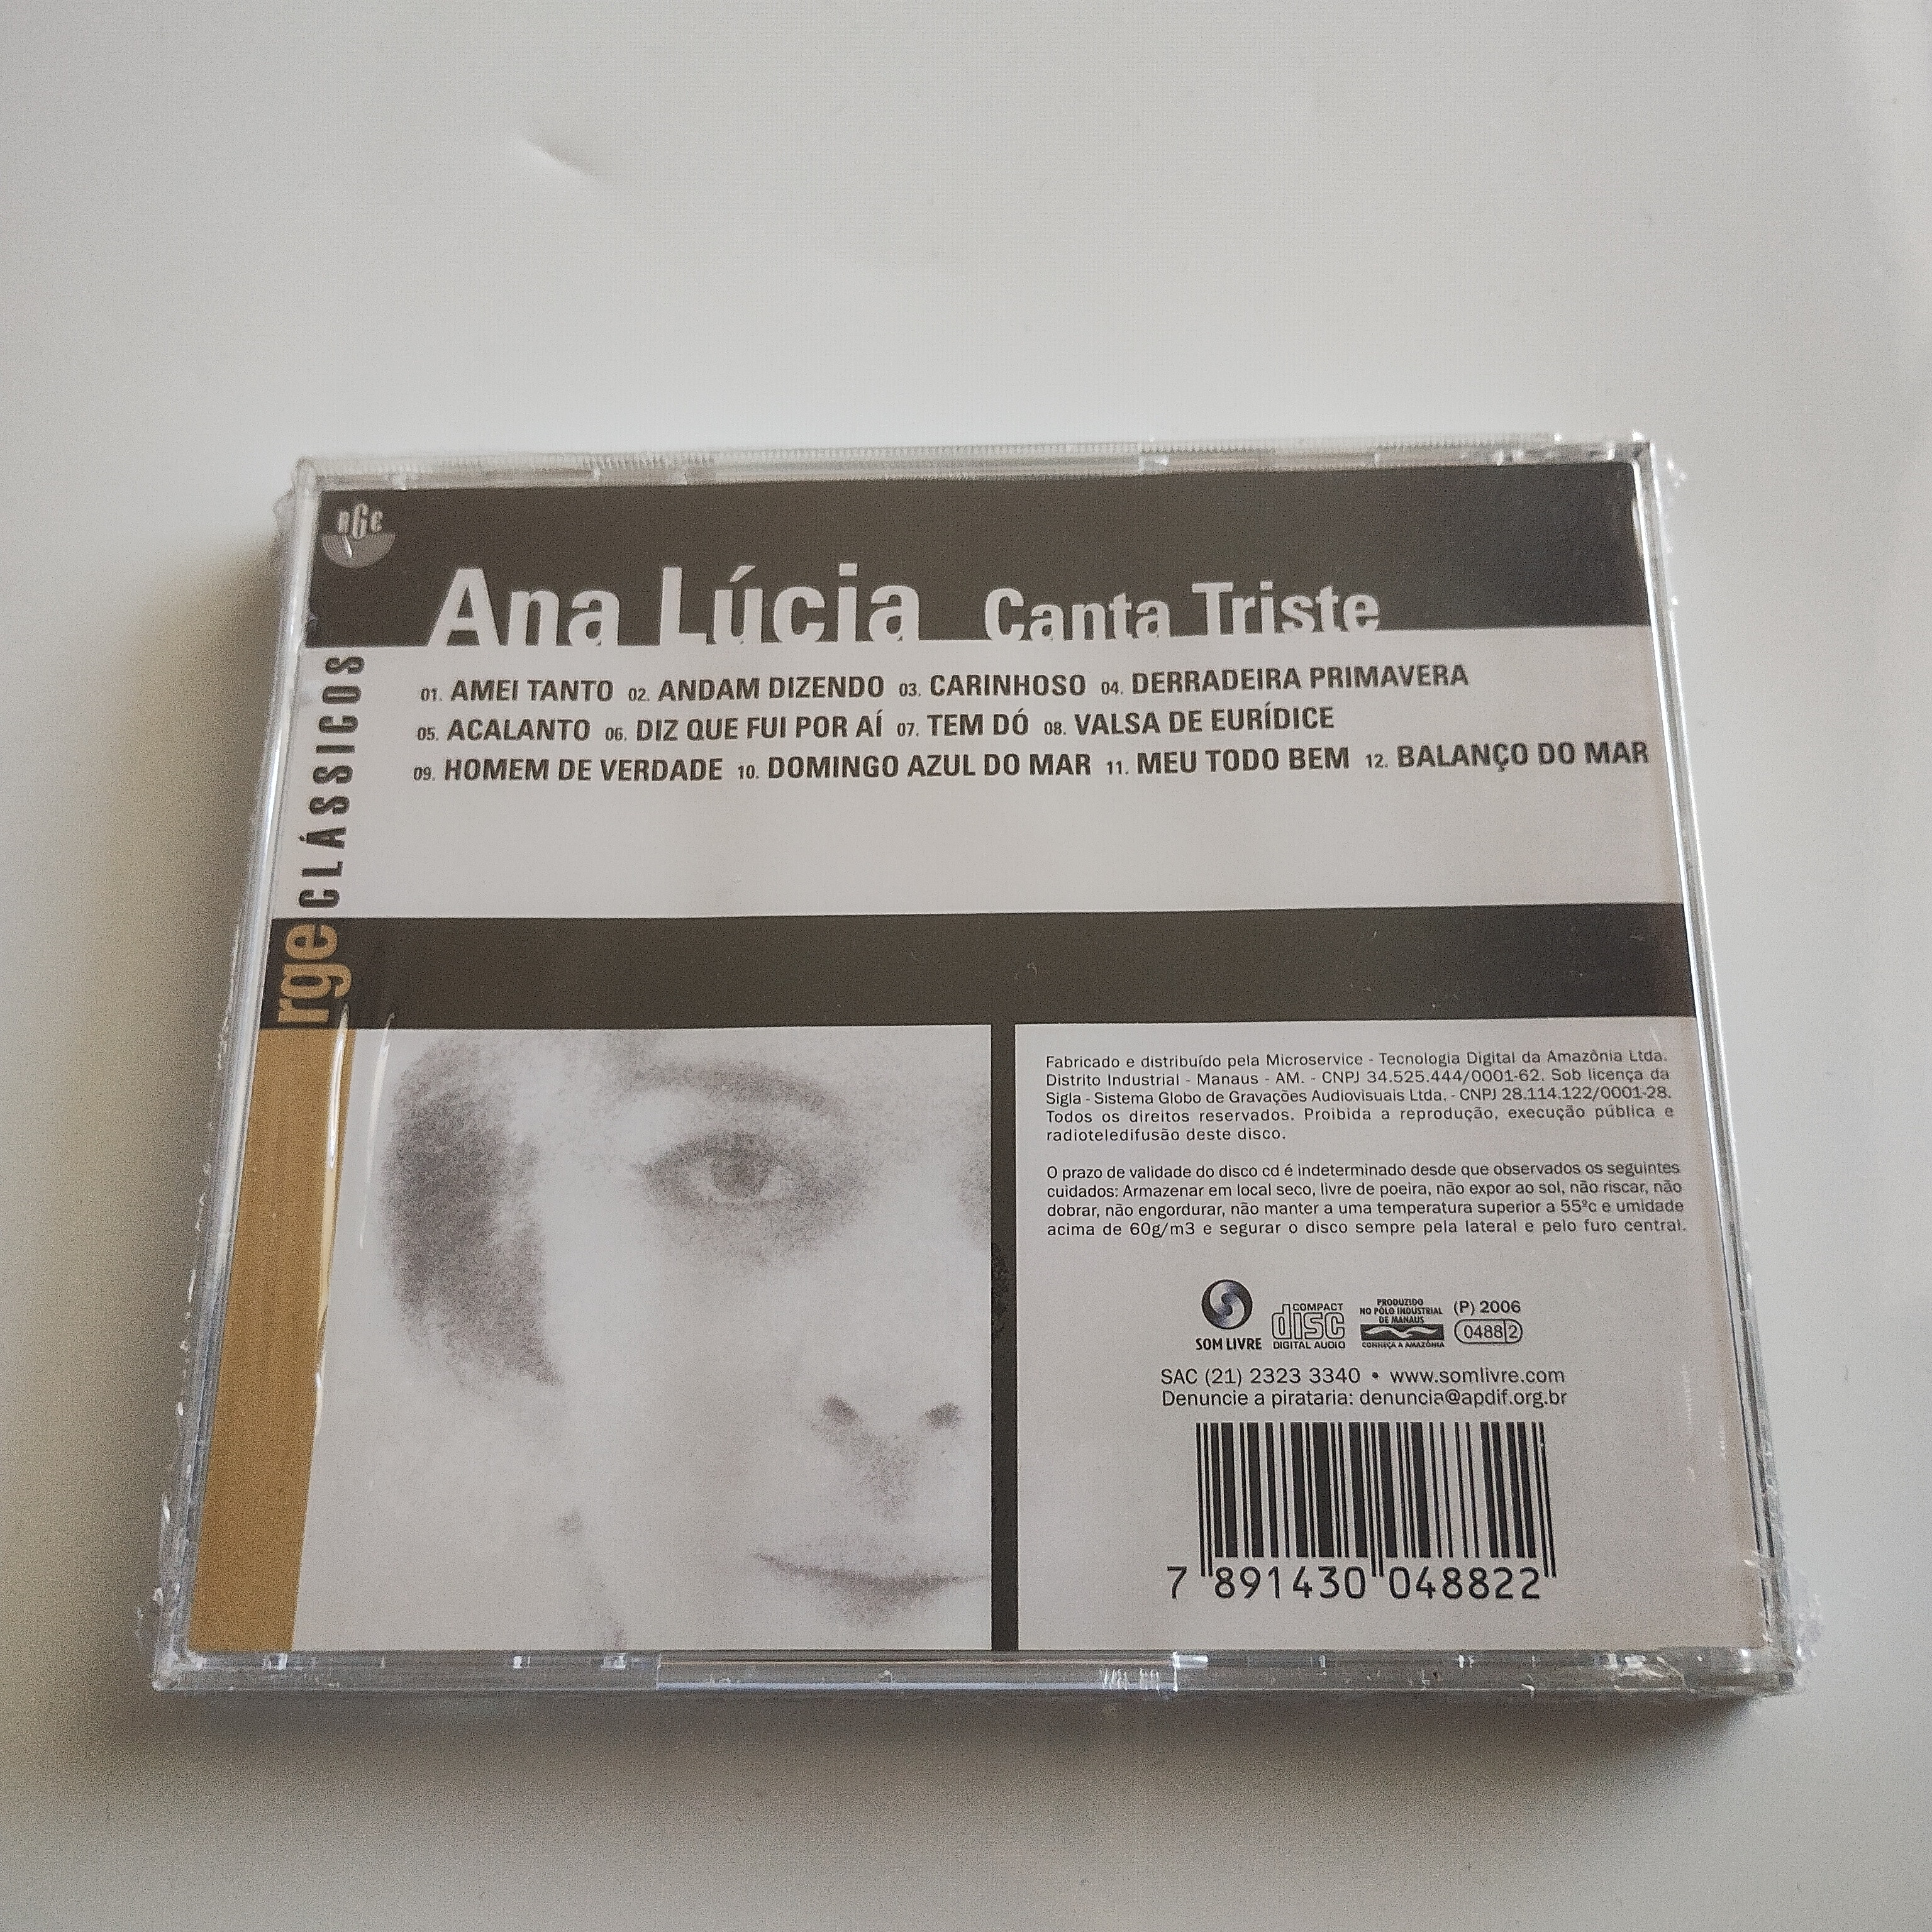 RGE
Ana Lúcia Canta Triste
01. AMEI TANTO 02. ANDAM DIZENDO 03. CARINHOSO 04. DERRADEIRA PRIMAVERA
05. ACALANTO 06. DIZ QUE FUI POR AÍ 07. TEM DÓ 08. VALSA DE EURÍDICE
09. HOMEM DE VERDADE 10. DOMINGO AZUL DO MAR 11. MEU TODO BEM 12. BALANÇO DO MAR
rge CLÁSSICOS
Fabricado e distribuído pela Microservice - Tecnologia Digital da Amazônia Ltda.
Distrito Industrial - Manaus - AM. - CNPJ 34.525.444/0001-62. Sob licença da
Sigla - Sistema Globo de Gravações Audiovisuais Ltda. - CNPJ 28.114.122/0001-28.
Todos os direitos reservados. Proibida a reprodução, execução pública e
radioteledifusão deste disco.
O prazo de validade do disco cd é indeterminado desde que observados os seguintes
cuidados: Armazenar em local seco, livre de poeira, não expor ao sol, não riscar, não
dobrar, não engordurar, não manter a uma temperatura superior a 55ºc e umidade
acima de 60g/m3 e segurar o disco sempre pela lateral e pelo furo central.
SOM LIVRE
COMPACT
disc
DIGITAL AUDIO
PRODUZIDO
NO PÓLO INDUSTRIAL
DE MANAUS
CONHEÇA A AMAZÔNIA
(P) 2006
0488 2
SAC (21) 2323 3340 • www.somlivre.com
Denuncie a pirataria: denuncia@apdif.org.br
7 891430 048822